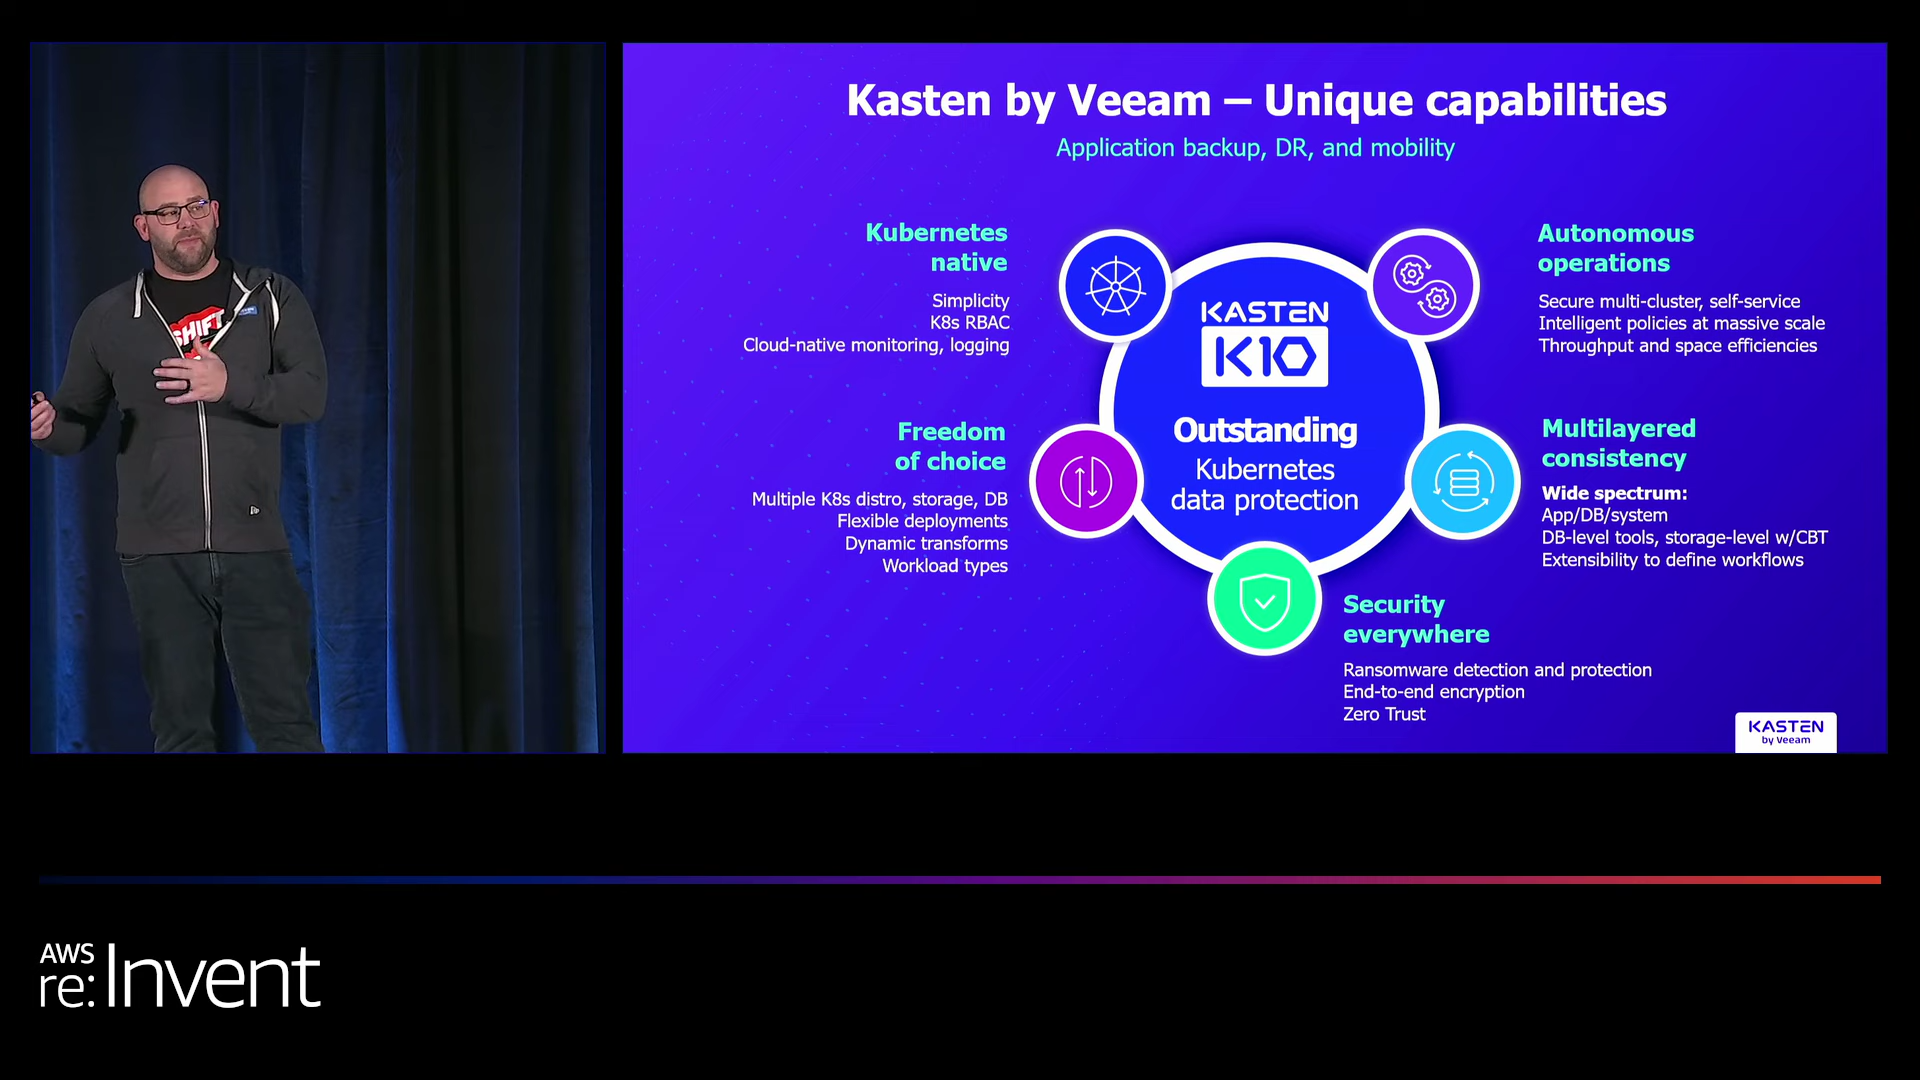 Kasten by Veeam – Unique capabilities
Application backup, DR, and mobility
Kubernetes
native
Simplicity
K8s RBAC
Cloud-native monitoring, logging
Freedom
of choice
Multiple K8s distro, storage, DB
Flexible deployments
Dynamic transforms
Workload types
KASTEN
K10
Outstanding
Kubernetes
data protection
Autonomous
operations
Secure multi-cluster, self-service
Intelligent policies at massive scale
Throughput and space efficiencies
Multilayered
consistency
Wide spectrum:
App/DB/system
DB-level tools, storage-level w/CBT
Extensibility to define workflows
Security
everywhere
Ransomware detection and protection
End-to-end encryption
Zero Trust
KASTEN
by Veeam
SHIFT
AWS
re:Invent